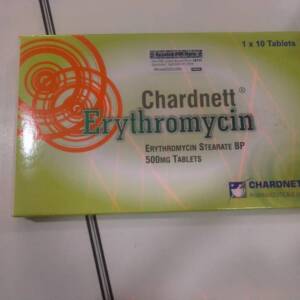 1 x 10 Tablets
Chardnett®
Erythromycin
ERYTHROMYCIN STEARATE BP
500MG TABLETS
CHARDNETT